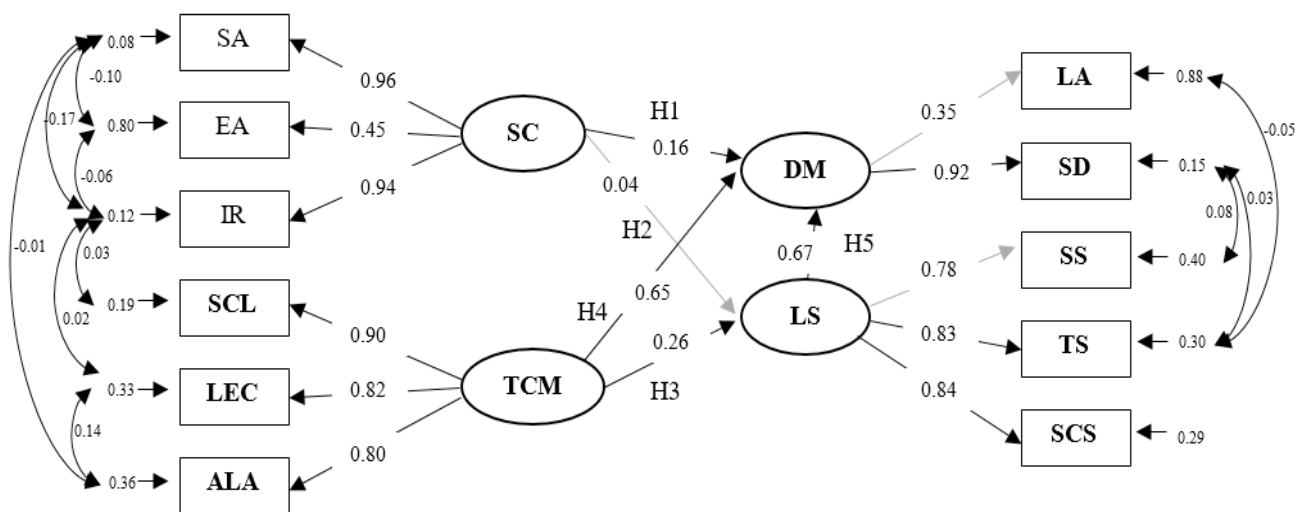 0.08
SA
-0.10
0.96
-0.17
0.80
EA
0.45
-0.06
0.94
0.12
IR
-0.01
0.03
0.19
SCL
0.02
0.90
0.33
LEC
0.82
0.14
0.80
0.36
ALA
SC
H1
0.16
0.04
H2
H4
0.65
TCM
0.26
H3
DM
0.67
H5
LS
0.35
LA
0.88
-0.05
0.92
SD
0.15
0.08
0.03
0.78
SS
0.40
0.83
TS
0.30
0.84
SCS
0.29